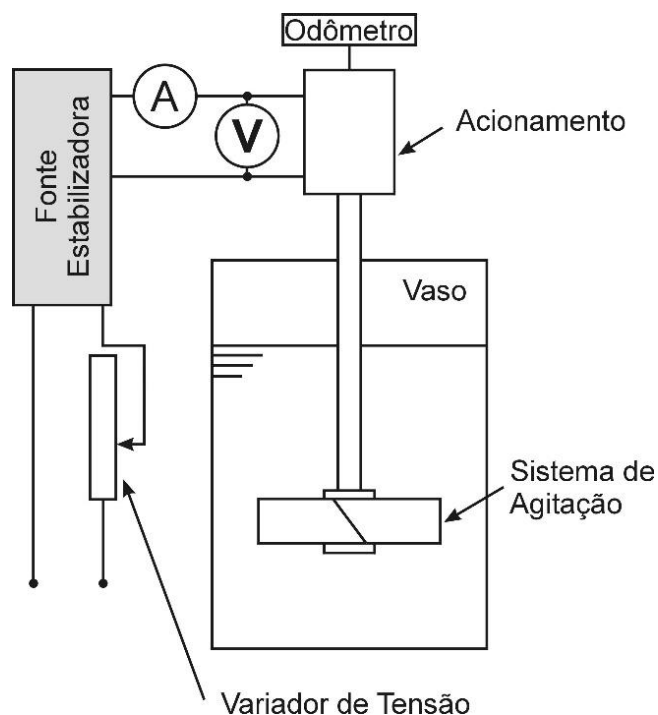 Odômetro
A
V
Acionamento
Fonte
Estabilizadora
Vaso
Sistema de
Agitação
Variador de Tensão